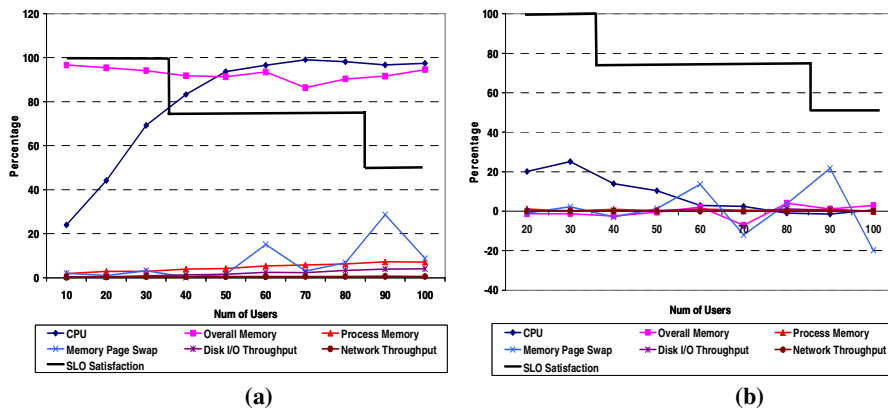 120
100
80
60
40
20
0
Percentage
10 20 30 40 50 60 70 80 90 100
Num of Users
CPU Overall Memory Process Memory
Memory Page Swap Disk I/O Throughput Network Throughput
SLO Satisfaction
(a)
100
80
60
40
20
0
-20
-40
Percentage
20 30 40 50 60 70 80 90 100
Num of Users
CPU Overall Memory Process Memory
Memory Page Swap Disk I/O Throughput Network Throughput
SLO Satisfaction
(b)